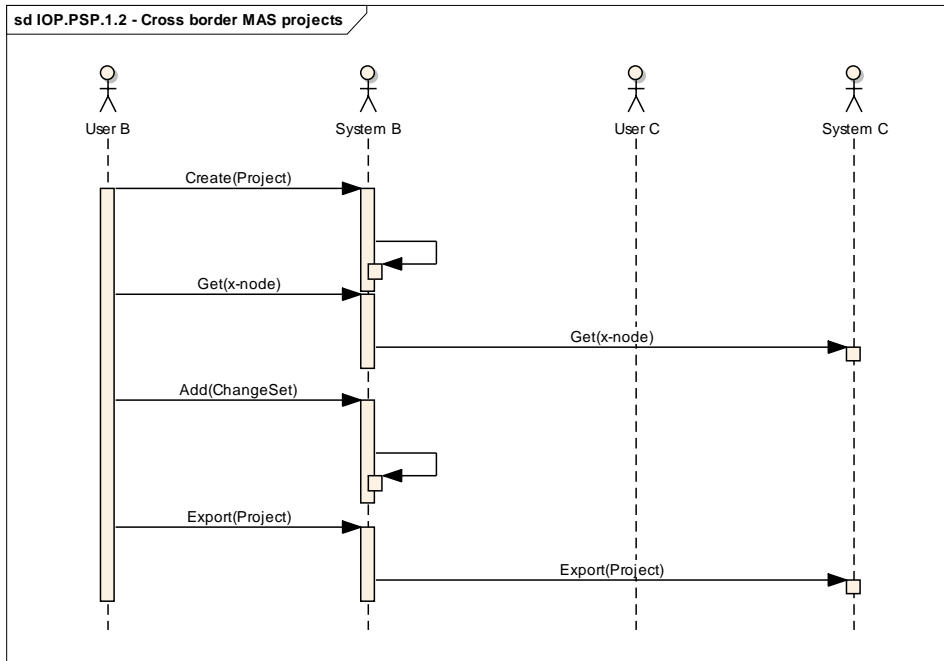 sd IOP.PSP.1.2 - Cross border MAS projects
User B
System B
User C
System C
Create(Project)
Get(x-node)
Get(x-node)
Add(ChangeSet)
Export(Project)
Export(Project)